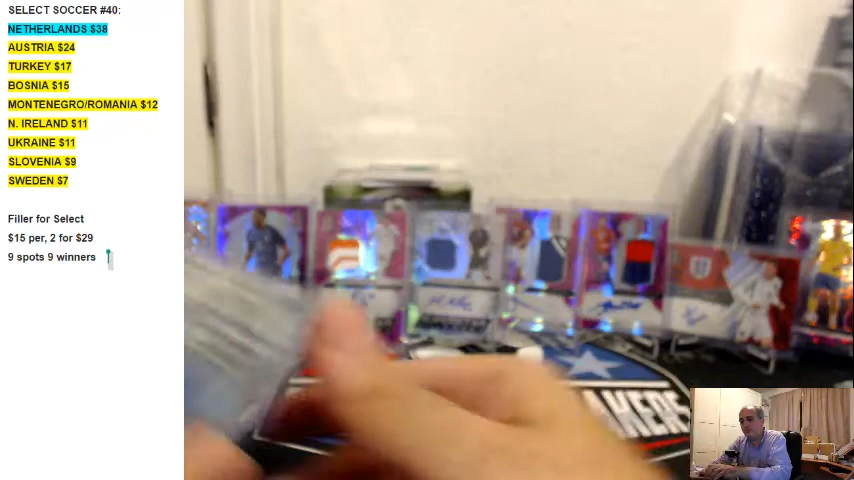 SELECT SOCCER #40:
NETHERLANDS $38
AUSTRIA $24
TURKEY $17
BOSNIA $15
MONTENEGRO/ROMANIA $12
N. IRELAND $11
UKRAINE $11
SLOVENIA $9
SWEDEN $7
Filler for Select
$15 per, 2 for $29
9 spots 9 winners